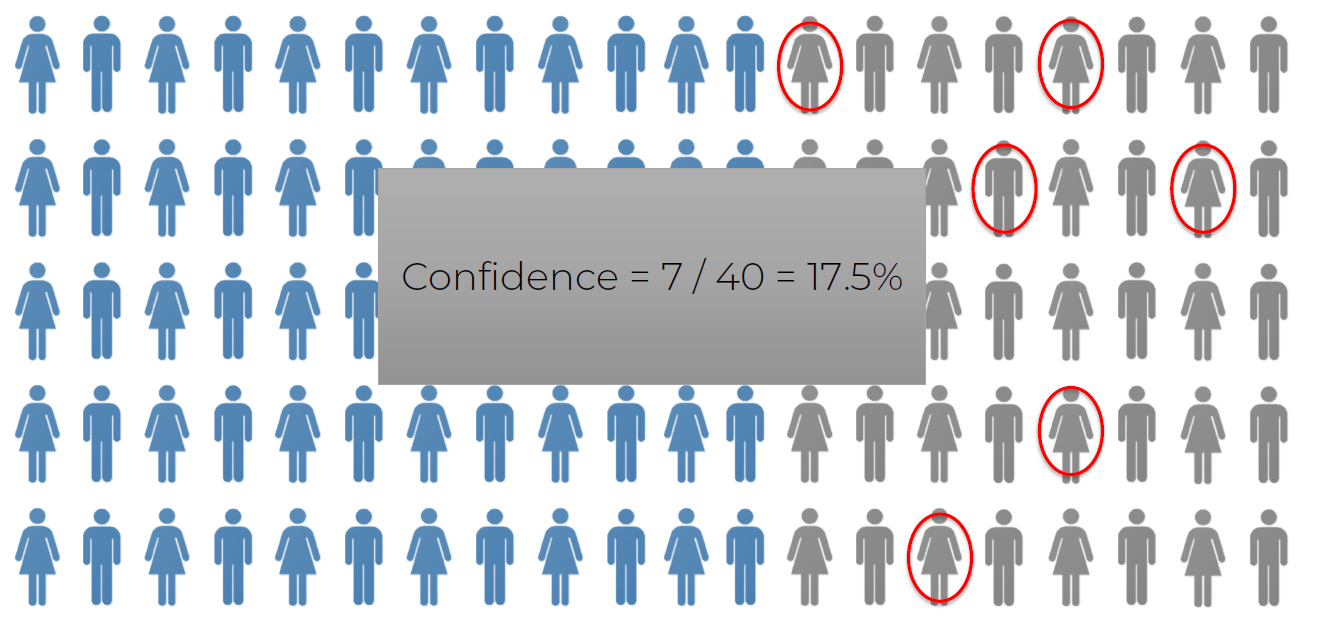 Confidence = 7 / 40 = 17.5%